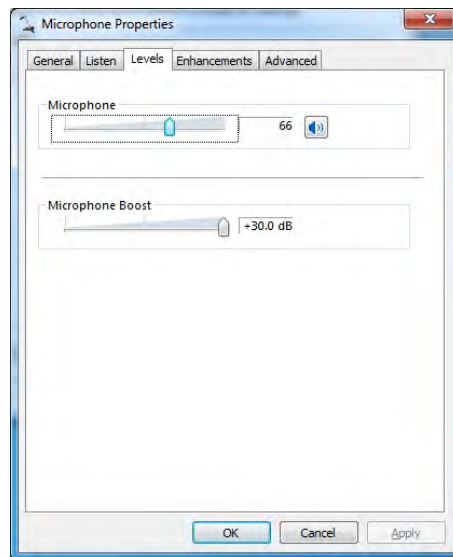 Microphone Properties
General Listen Levels Enhancements Advanced
Microphone
66
Microphone Boost
+30.0 dB
OK Cancel Apply